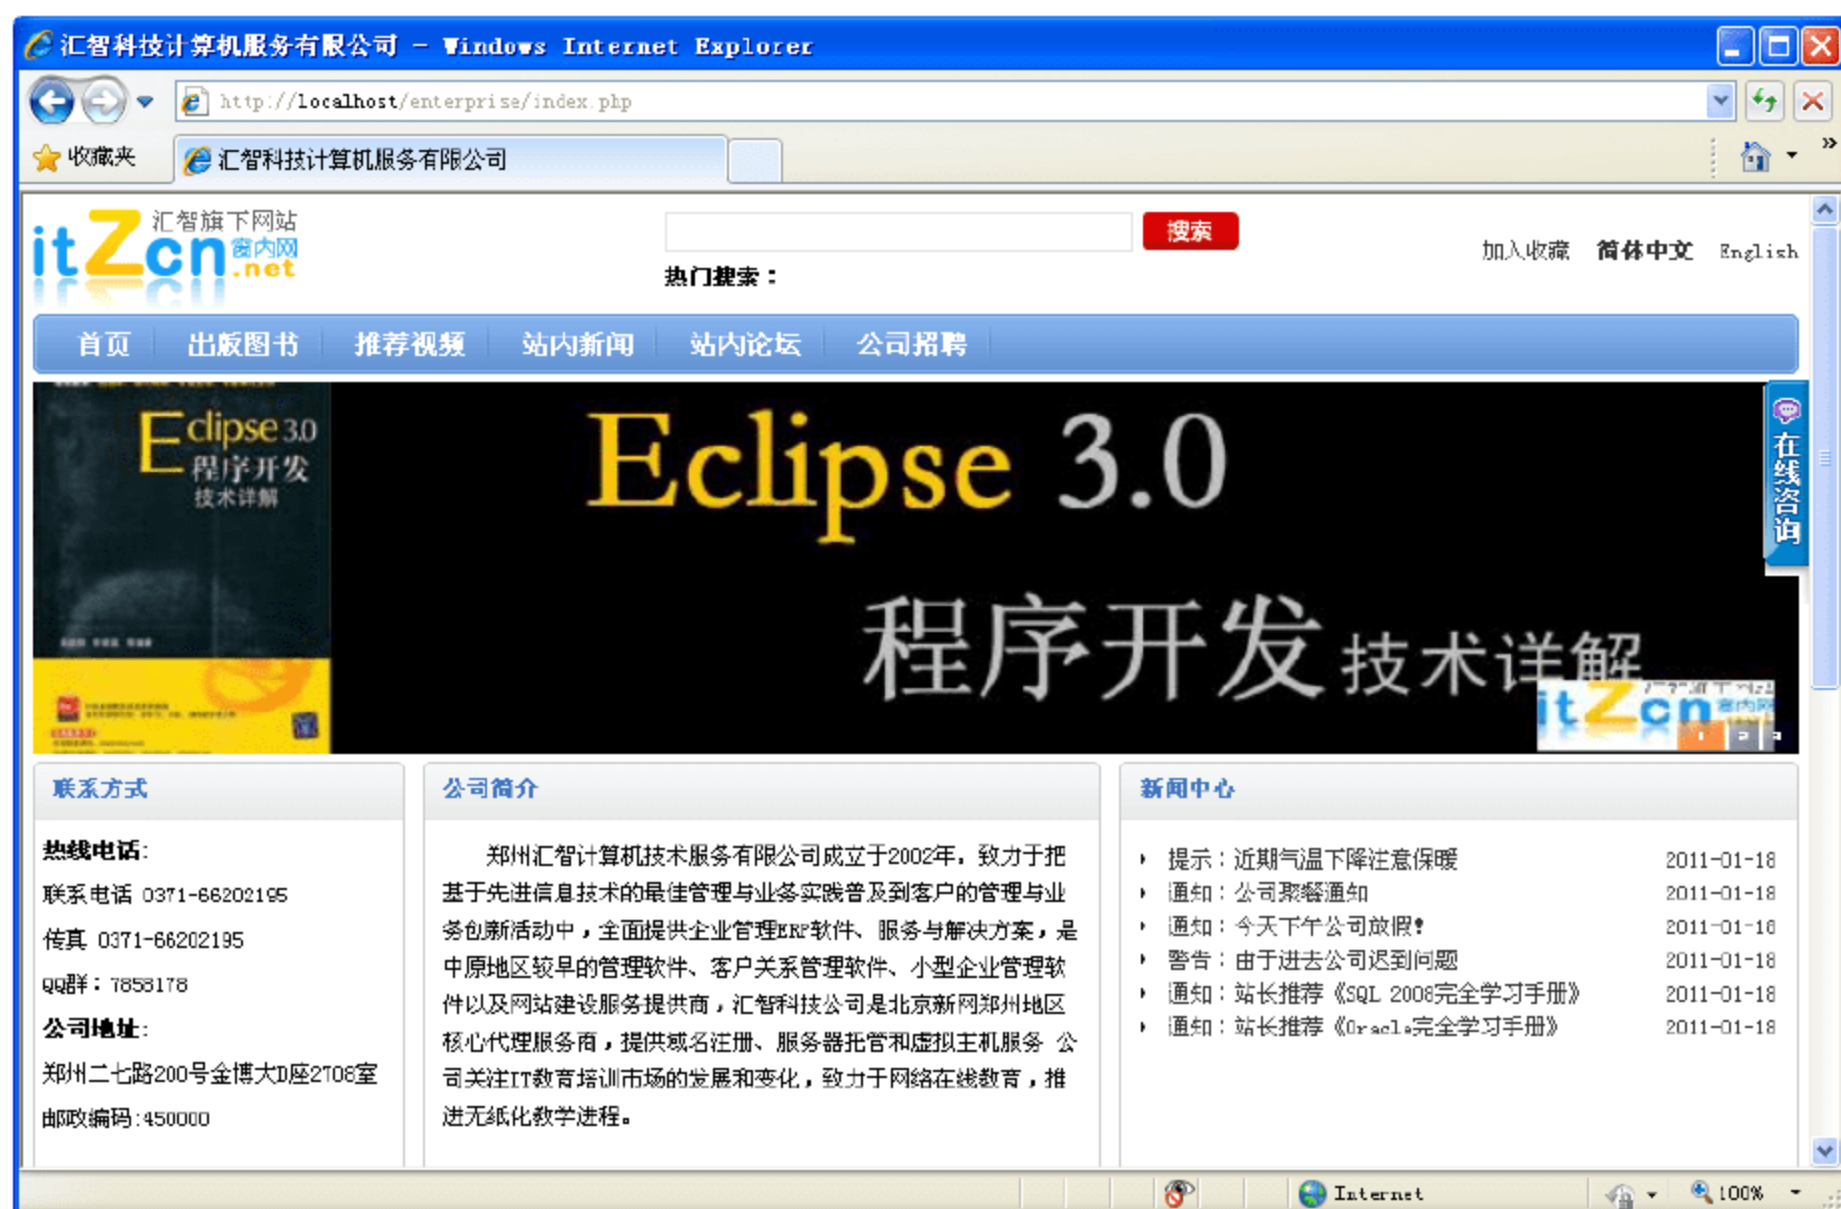 汇智科技计算机服务有限公司 - Windows Internet Explorer
http://localhost/enterprise/index.php
收藏夹
汇智科技计算机服务有限公司
itZcn.net
汇智旗下网站
窗内网
搜索
热门搜索：
加入收藏 简体中文 English
首页 出版图书 推荐视频 站内新闻 站内论坛 公司招聘
Eclipse 3.0
程序开发
技术详解
Eclipse 3.0
程序开发 技术详解
在线咨询
itZcn
窗内网
1 2 3
联系方式
热线电话:
联系电话 0371-66202195
传真 0371-66202195
QQ群：7858178
公司地址:
郑州二七路200号金博大D座2708室
邮政编码:450000
公司简介
郑州汇智计算机技术服务有限公司成立于2002年，致力于把
基于先进信息技术的最佳管理与业务实践普及到客户的管理与业
务创新活动中，全面提供企业管理ERP软件、服务与解决方案，是
中原地区较早的管理软件、客户关系管理软件、小型企业管理软
件以及网站建设服务提供商，汇智科技公司是北京新网郑州地区
核心代理服务商，提供域名注册、服务器托管和虚拟主机服务 公
司关注IT教育培训市场的发展和变化，致力于网络在线教育，推
进无纸化教学进程。
新闻中心
提示：近期气温下降注意保暖 2011-01-18
通知：公司聚餐通知 2011-01-18
通知：今天下午公司放假！ 2011-01-18
警告：由于进去公司迟到问题 2011-01-18
通知：站长推荐《SQL 2008完全学习手册》 2011-01-18
通知：站长推荐《Oracle完全学习手册》 2011-01-18
Internet
100%